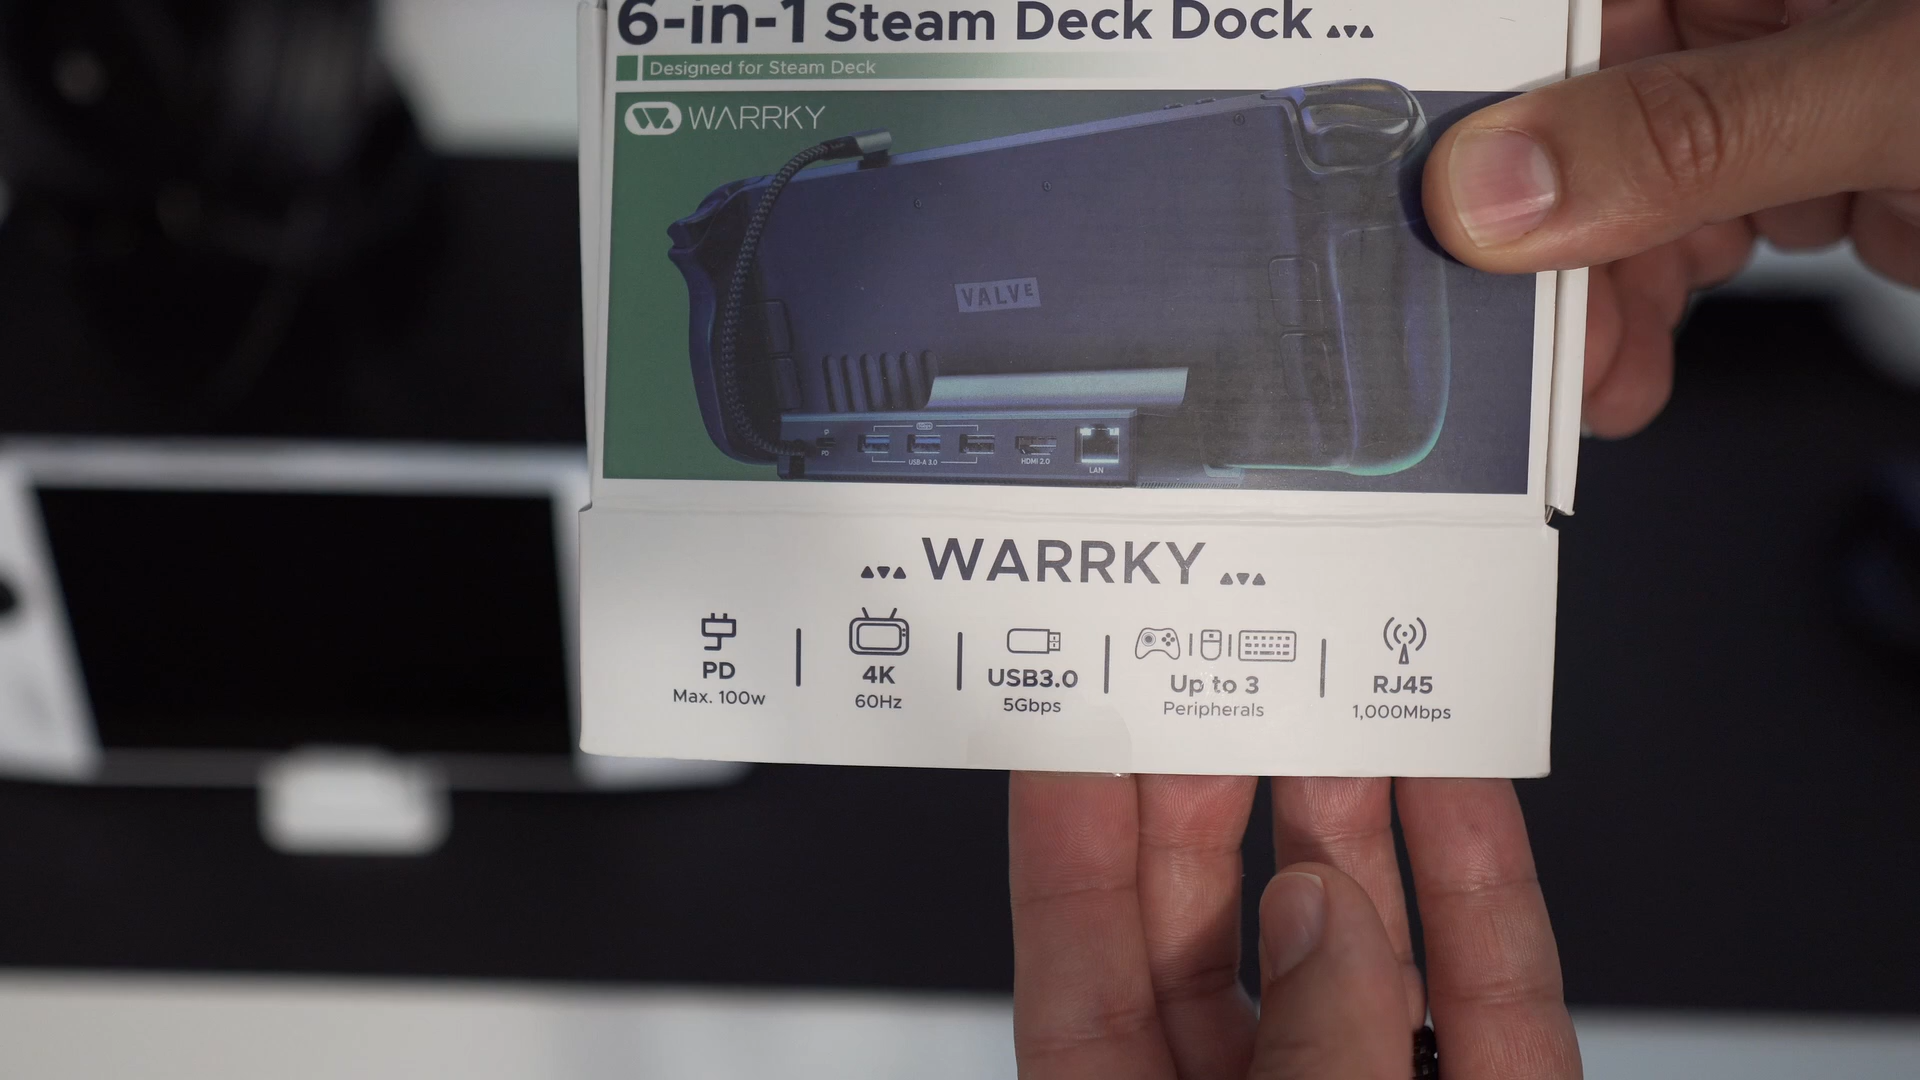 6-in-1 Steam Deck Dock
Designed for Steam Deck
WARRKY
VALVE
PD
USB-A 3.0
HDMI 2.0
LAN
WARRKY
PD
Max. 100w
4K
60Hz
USB3.0
5Gbps
Up to 3
Peripherals
RJ45
1,000Mbps